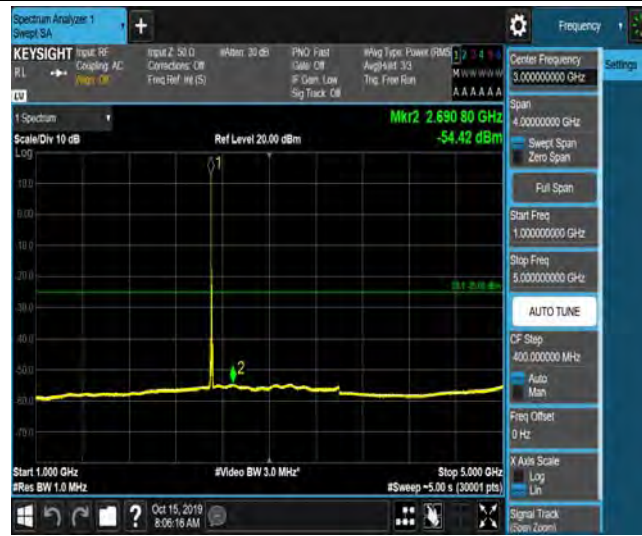 Spectrum Analyzer 1
Swept SA
+
Frequency
KEYSIGHT
RL
Input: RF
Coupling: AC
Align: Off
Input Z: 50 Ω
Corrections: Off
Freq Ref: Int (S)
#Atten: 30 dB
PNO: Fast
Gate: Off
IF Gain: Low
Sig Track: Off
#Avg Type: Power (RMS
Avg|Hold: 3/3
Trig: Free Run
1 2 3 4 5 6
M W W W W W
A A A A A A
LV
1 Spectrum
Scale/Div 10 dB
Log
Ref Level 20.00 dBm
Mkr2 2.690 80 GHz
-54.42 dBm
1
10.0
0.00
-10.0
-20.0
-30.0
-40.0
-50.0
-60.0
-70.0
2
Start 1.000 GHz
#Res BW 1.0 MHz
#Video BW 3.0 MHz*
Stop 5.000 GHz
#Sweep ~5.00 s (30001 pts)
?
Oct 15, 2019
8:06:16 AM
Center Frequency
3.000000000 GHz
Settings
Span
4.00000000 GHz
Swept Span
Zero Span
Full Span
Start Freq
1.000000000 GHz
Stop Freq
5.000000000 GHz
AUTO TUNE
CF Step
400.000000 MHz
Auto
Man
Freq Offset
0 Hz
X Axis Scale
Log
Lin
Signal Track
(Span Zoom)